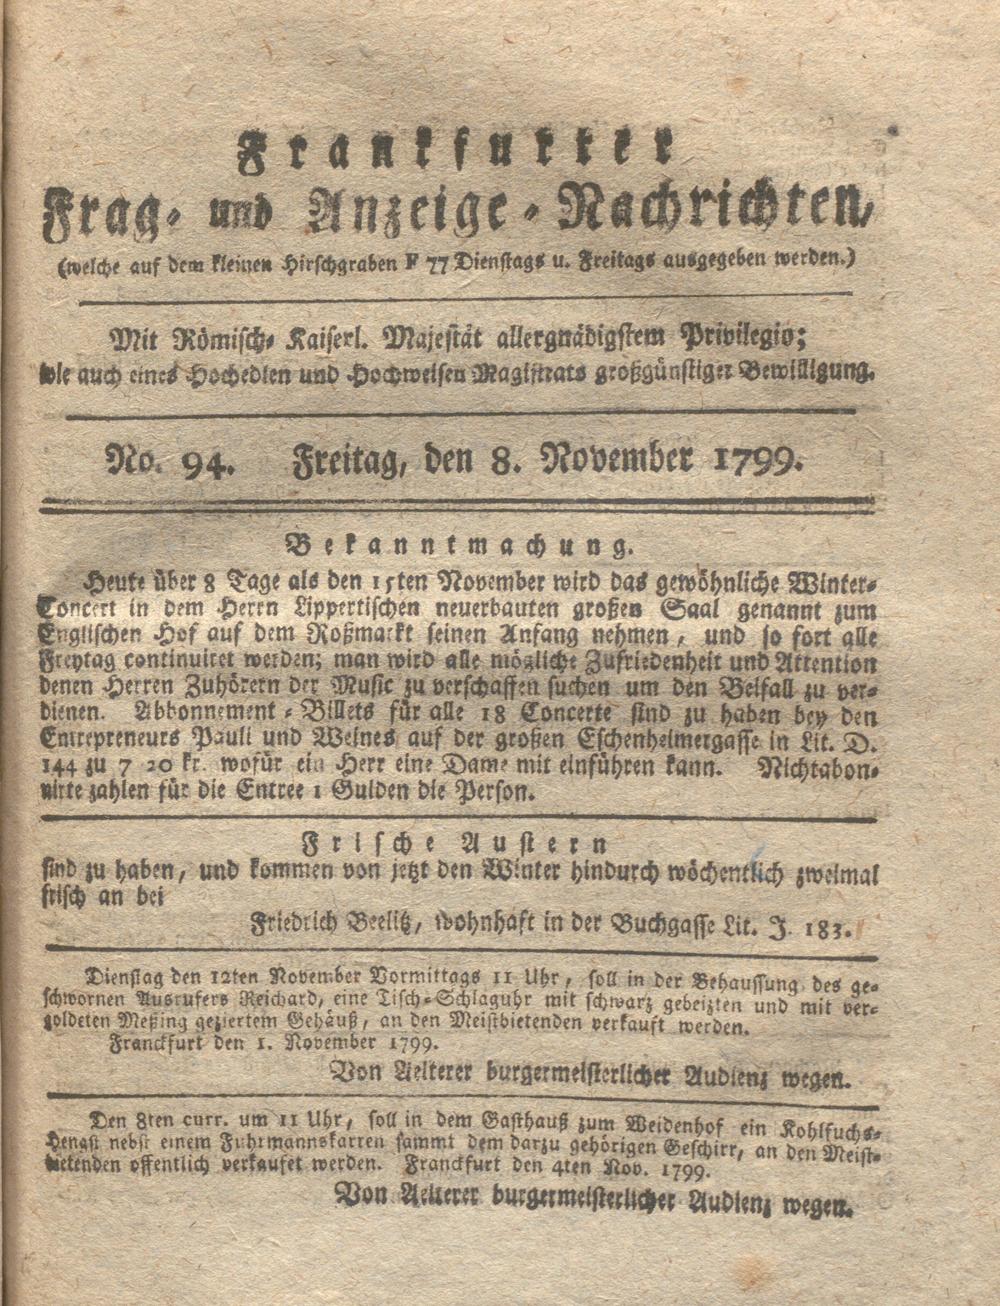 Frankfurter
Frag- und Anzeige-Nachrichten,
(welche auf dem kleinen Hirschgraben F 77 Dienstags u. Freitags ausgegeben werden.)
Mit Römisch- Kaiserl. Majestät allergnädigstem Privilegio;
wie auch eines Hochedlen und Hochweisen Magistrats großgünstiger Bewilligung.
No. 94. Freitag, den 8. November 1799.
Bekanntmachung.
Heute über 8 Tage als den 15ten November wird das gewöhnliche Winter-
Concert in dem Herrn Lippertischen neuerbauten großen Saal genannt zum
Englischen Hof auf dem Roßmarkt seinen Anfang nehmen, und so fort alle
Freytag continuiret werden; man wird alle mögliche Zufriedenheit und Attention
denen Herren Zuhörern der Music zu verschaffen suchen um den Beifall zu ver-
dienen. Abbonnement-Billets für alle 18 Concerte sind zu haben bey den
Entrepreneurs Pauli und Weines auf der großen Eschenheimergasse in Lit. D.
144 zu 7 20 kr. wofür ein Herr eine Dame mit einführen kann. Nichtabon-
nirte zahlen für die Entree 1 Gulden die Person.
Frische Austern
sind zu haben, und kommen von jetzt den Winter hindurch wöchentlich zweimal
frisch an bei
Friedrich Beelitz, wohnhaft in der Buchgasse Lit. J. 183.
Dienstag den 12ten November Vormittags 11 Uhr, soll in der Behaussung des ge-
schwornen Ausrufers Reichard, eine Tisch-Schlaguhr mit schwarz gebeizten und mit ver-
goldeten Meßing geziertem Gehäuß, an den Meistbietenden verkauft werden.
Franckfurt den 1. November 1799.
Von Aelterer burgermeisterlicher Audienz wegen.
Den 8ten curr. um 11 Uhr, soll in dem Gasthauß zum Weidenhof ein Kohlfuchs-
Hengst nebst einem Fuhrmannskarren sammt dem darzu gehörigen Geschirr, an den Meist-
bietenden öffentlich verkaufet werden. Franckfurt den 4ten Nov. 1799.
Von Aelterer burgermeisterlicher Audienz wegen.